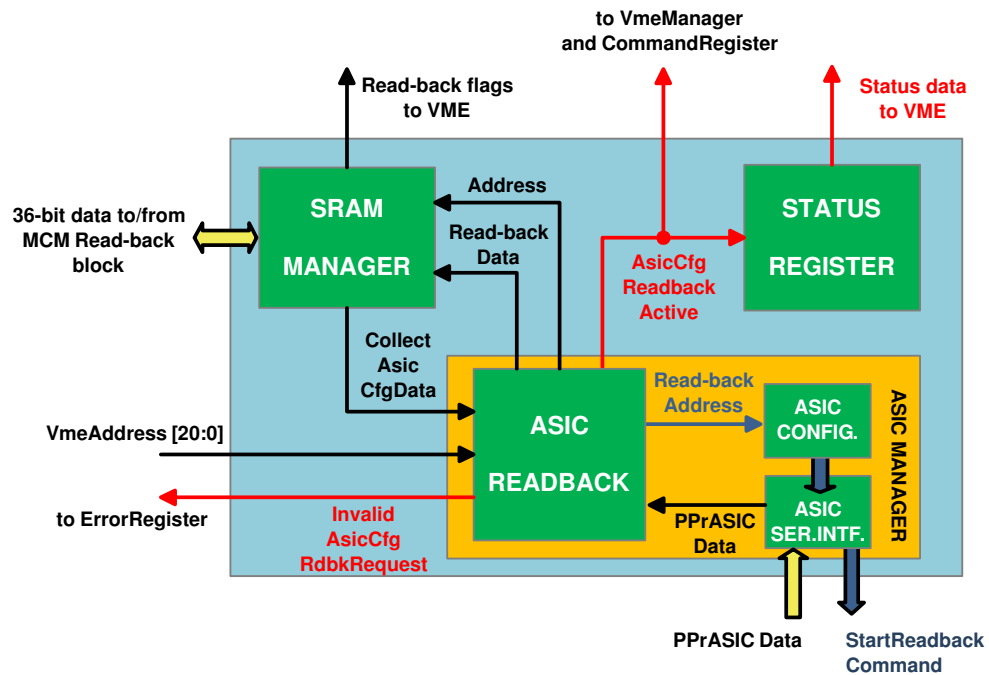 to VmeManager
and CommandRegister
Read-back flags
to VME
Status data
to VME
SRAM
MANAGER
Address
Read-back
Data
STATUS
REGISTER
36-bit data to/from
MCM Read-back
block
AsicCfg
Readback
Active
Collect
Asic
CfgData
ASIC
READBACK
Read-back
Address
ASIC
CONFIG.
ASIC MANAGER
VmeAddress [20:0]
to ErrorRegister
Invalid
AsicCfg
RdbkRequest
PPrASIC
Data
ASIC
SER.INTF.
PPrASIC Data
StartReadback
Command